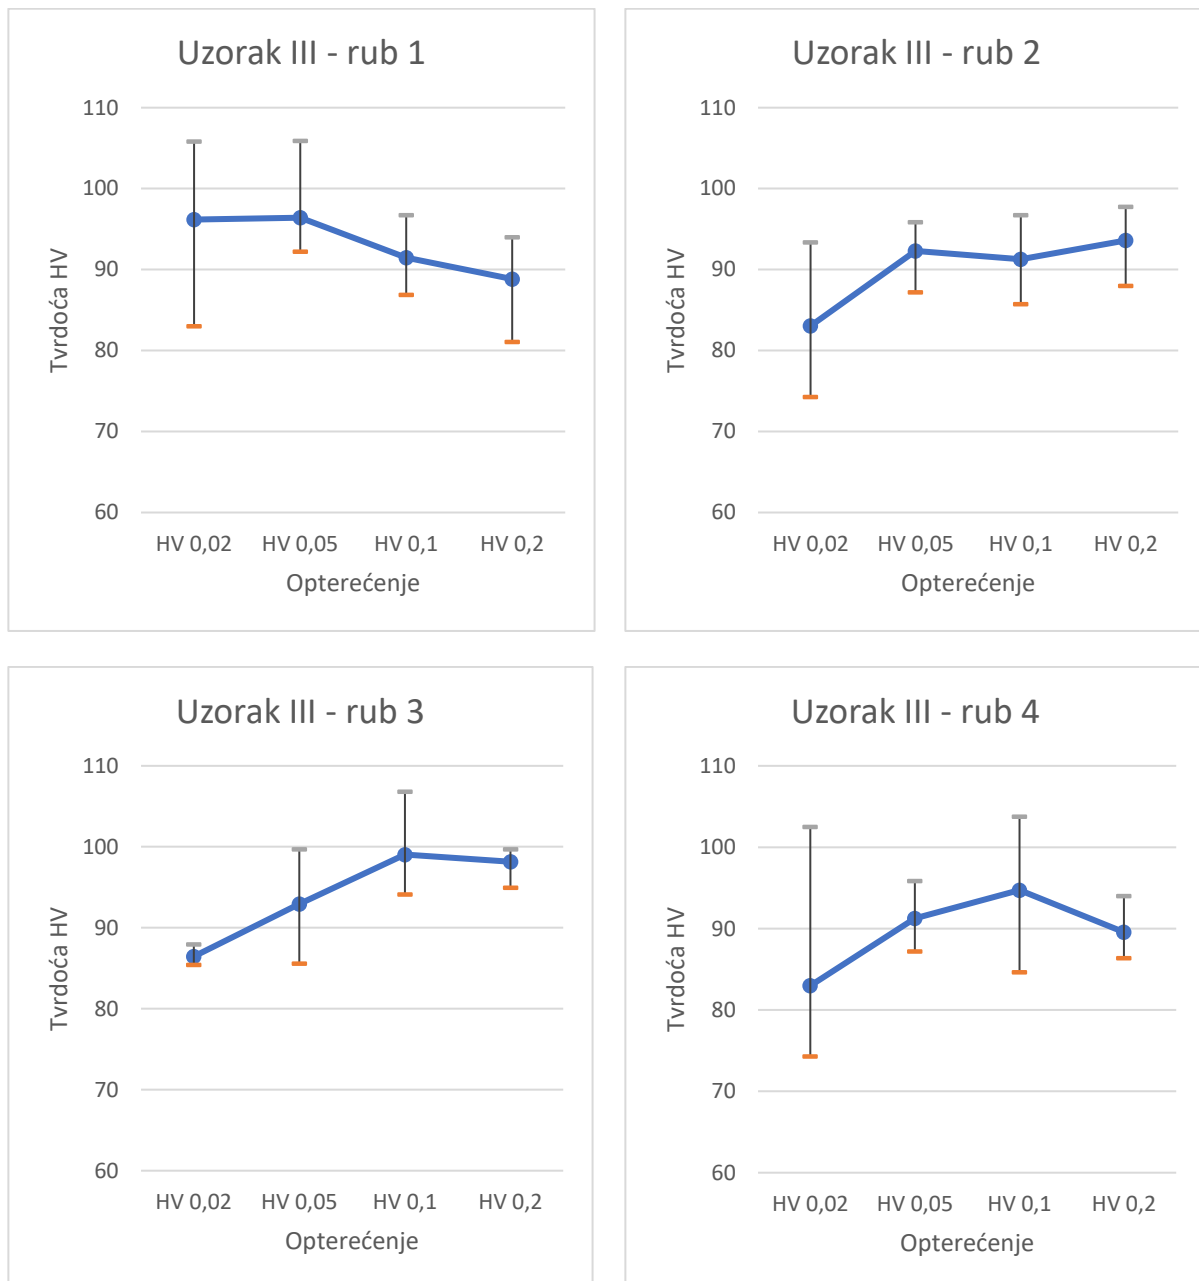 Uzorak III - rub 1
110
100
90
80
70
60
Tvrdoća HV
HV 0,02 HV 0,05 HV 0,1 HV 0,2
Opterećenje
Uzorak III - rub 2
110
100
90
80
70
60
Tvrdoća HV
HV 0,02 HV 0,05 HV 0,1 HV 0,2
Opterećenje
Uzorak III - rub 3
110
100
90
80
70
60
Tvrdoća HV
HV 0,02 HV 0,05 HV 0,1 HV 0,2
Opterećenje
Uzorak III - rub 4
110
100
90
80
70
60
Tvrdoća HV
HV 0,02 HV 0,05 HV 0,1 HV 0,2
Opterećenje